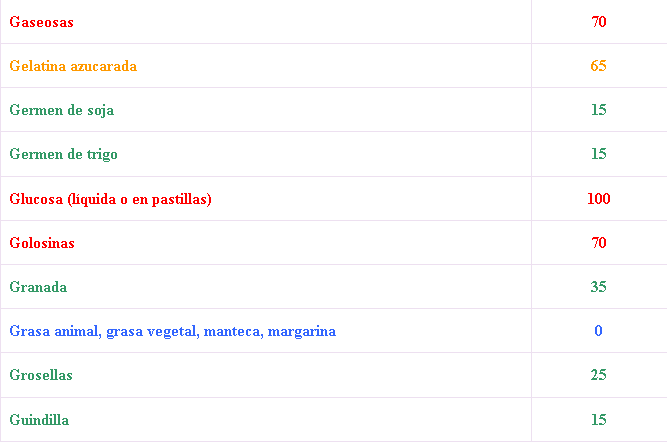 Gaseosas 70
Gelatina azucarada 65
Germen de soja 15
Germen de trigo 15
Glucosa (líquida o en pastillas) 100
Golosinas 70
Granada 35
Grasa animal, grasa vegetal, manteca, margarina 0
Grosellas 25
Guindilla 15